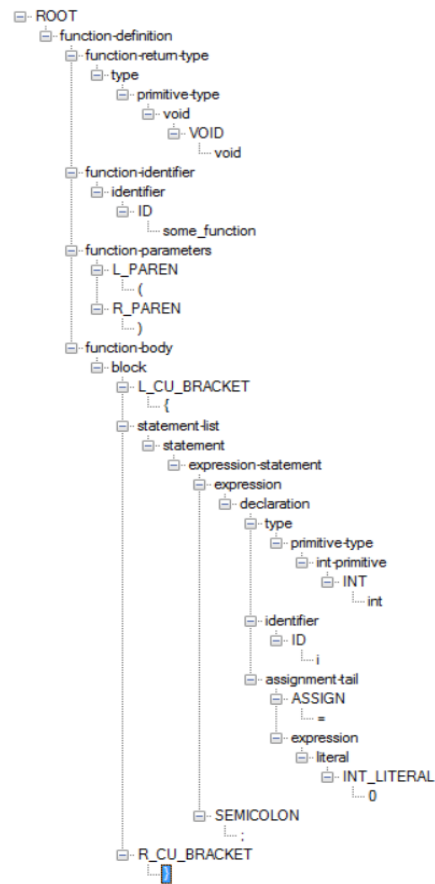 ROOT
function-definition
function-return-type
type
primitive-type
void
VOID
void
function-identifier
identifier
ID
some_function
function-parameters
L_PAREN
(
R_PAREN
)
function-body
block
L_CU_BRACKET
{
statement-list
statement
expression-statement
expression
declaration
type
primitive-type
int-primitive
INT
int
identifier
ID
i
assignment-tail
ASSIGN
=
expression
literal
INT_LITERAL
0
SEMICOLON
;
R_CU_BRACKET
}